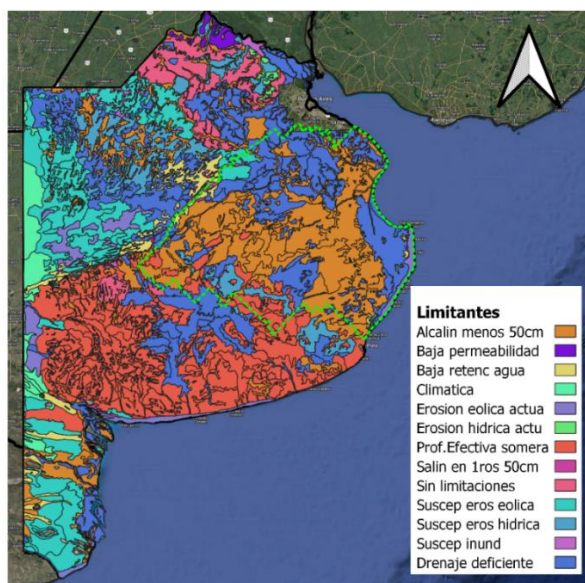 Limitantes
Alcalin menos 50cm
Baja permeabilidad
Baja retenc agua
Climatica
Erosion eolica actua
Erosion hidrica actu
Prof.Efectiva somera
Salin en 1ros 50cm
Sin limitaciones
Suscep eros eolica
Suscep eros hidrica
Suscep inund
Drenaje deficiente